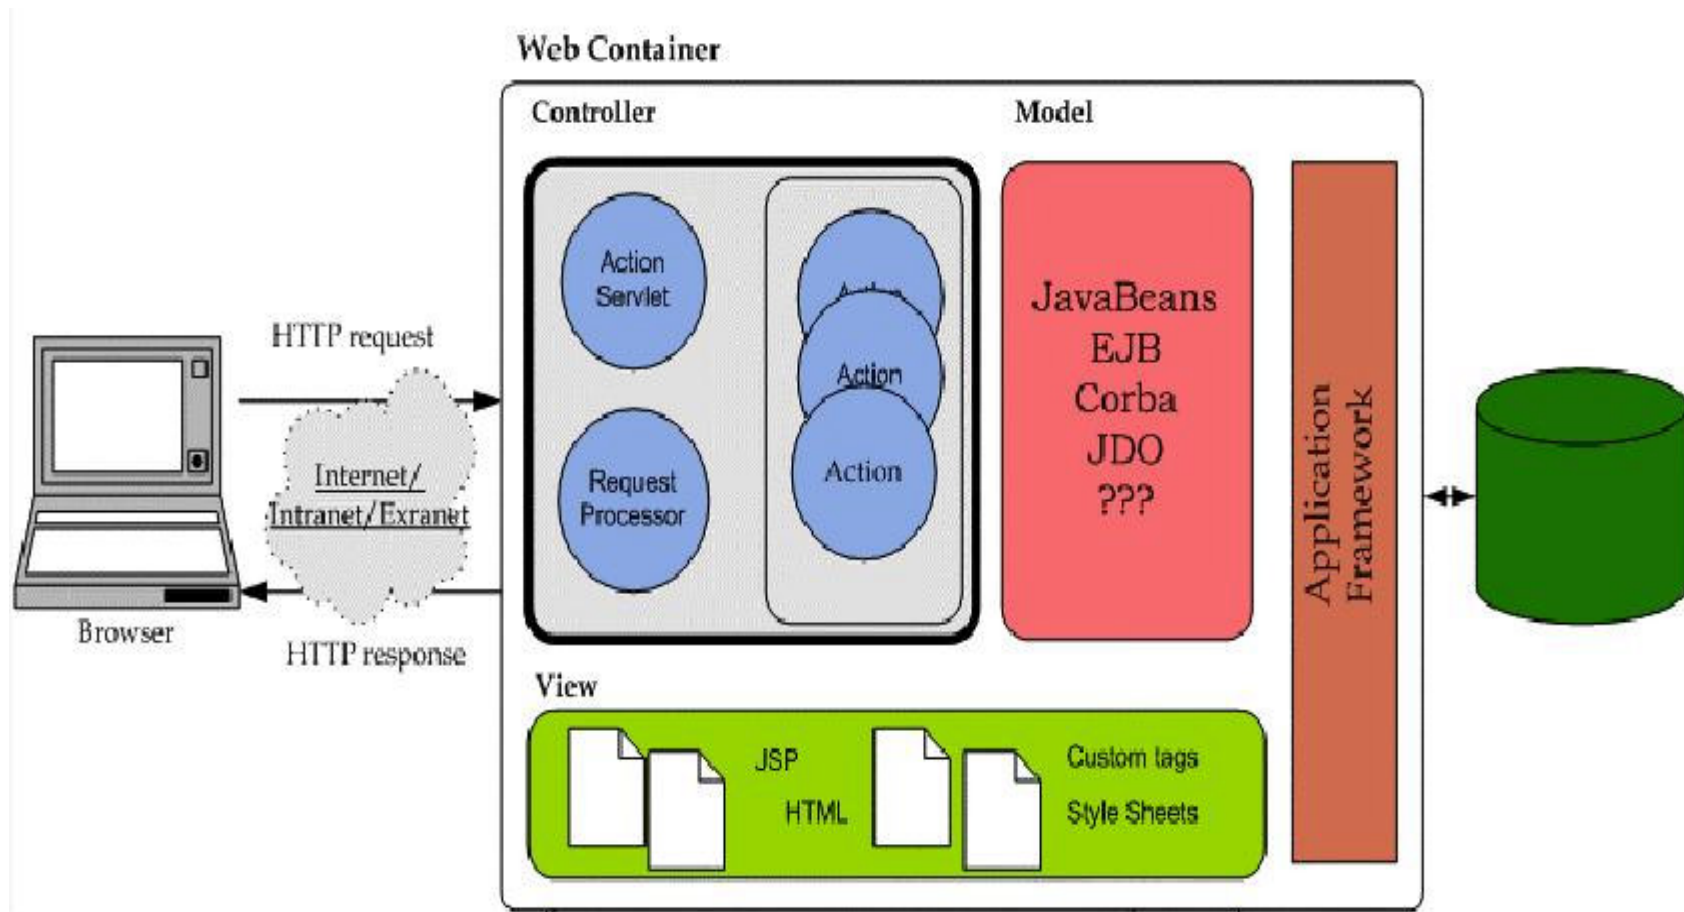 Web Container
Controller
Model
Action
Servlet
Action
Action
Request
Processor
Action
JavaBeans
EJB
Corba
JDO
???
Application
Framework
HTTP request
Internet/
Intranet/Exranet
Browser
HTTP response
View
JSP
HTML
Custom tags
Style Sheets